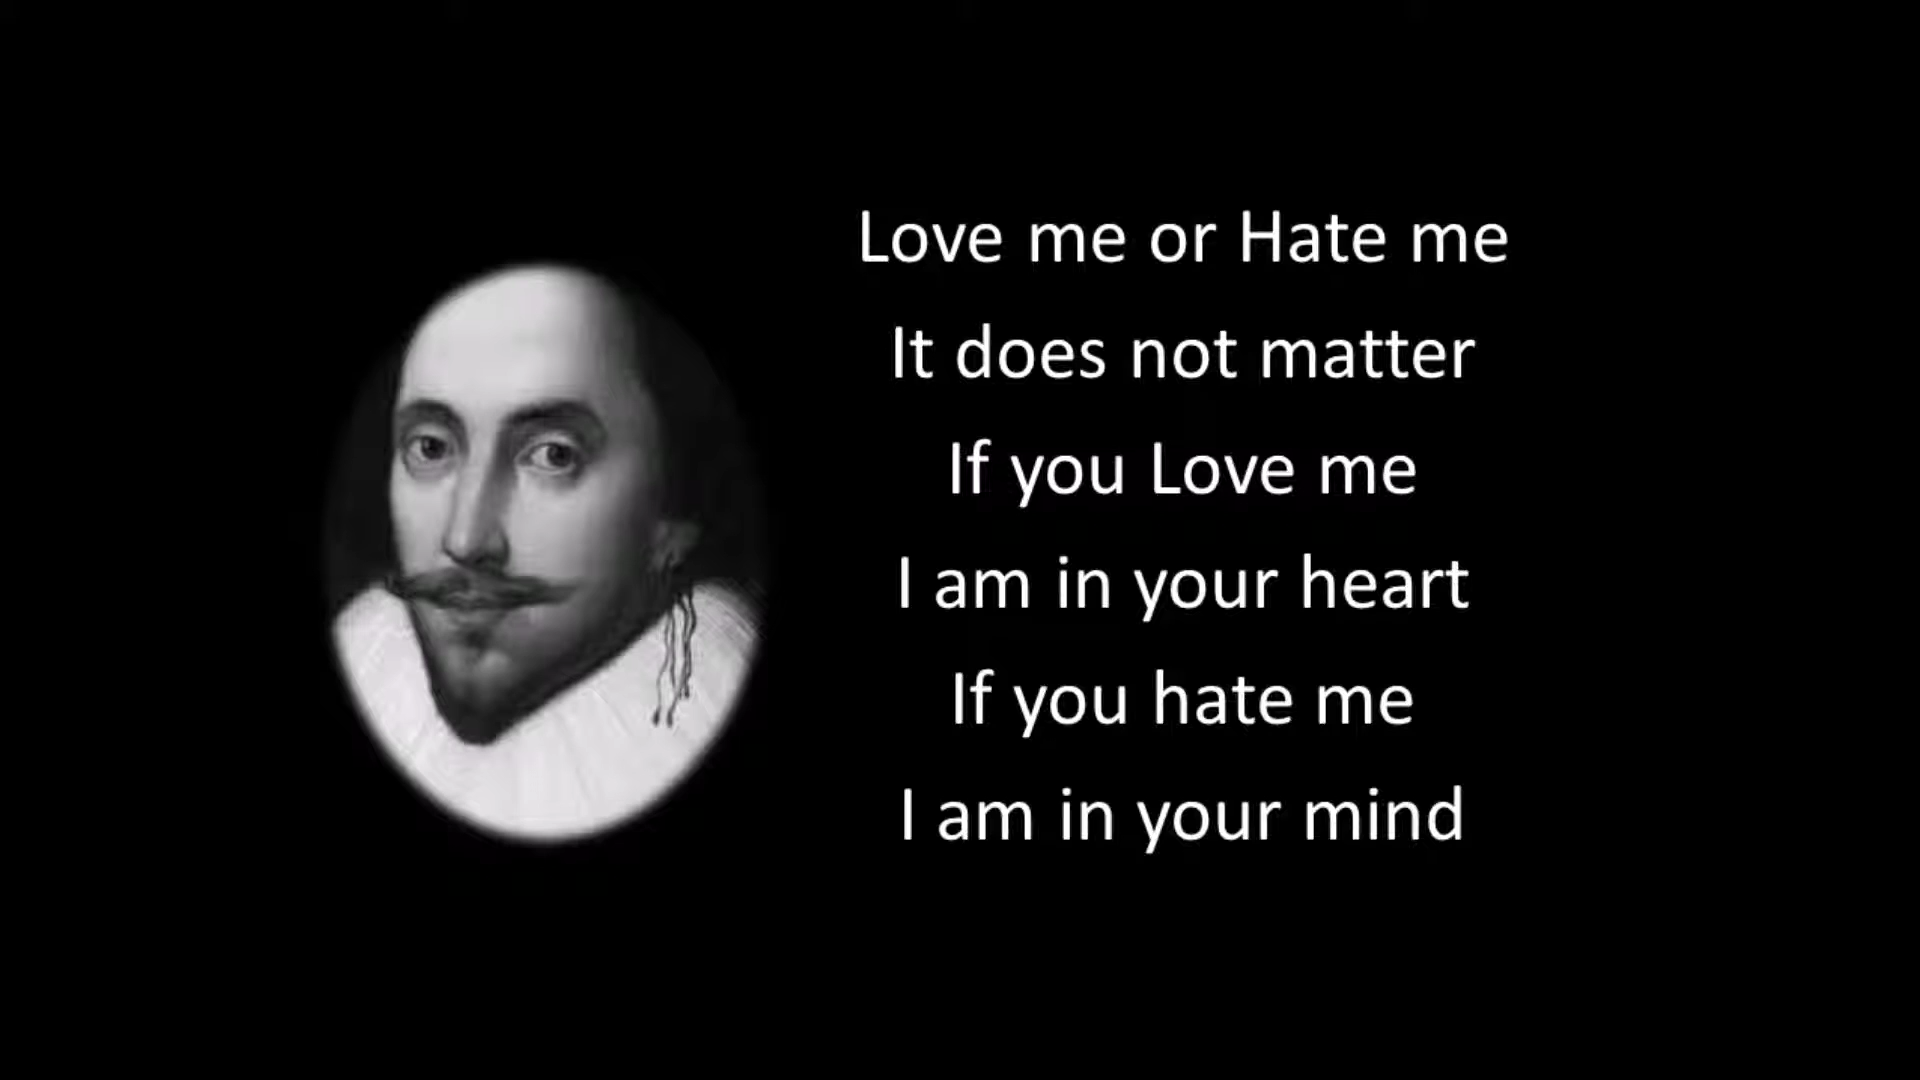 Love me or Hate me
It does not matter
If you Love me
I am in your heart
If you hate me
I am in your mind